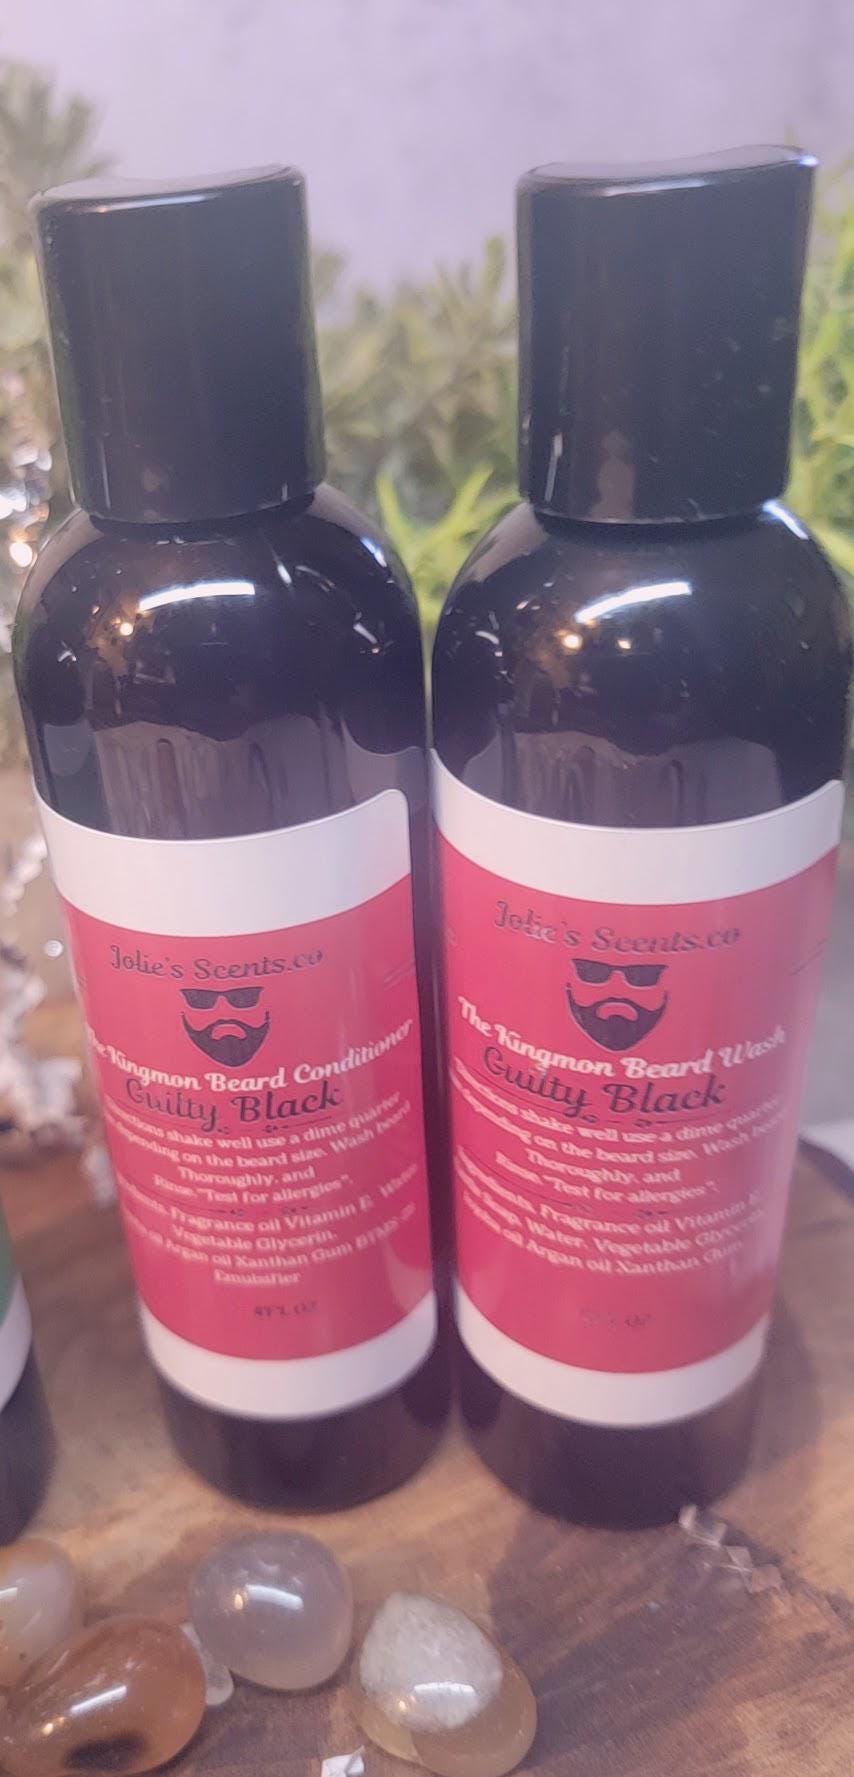 Jolie's Scents.co
The Kingmon Beard Conditioner
Guilty Black
shake well use a dime quarter
depending on the beard size. Wash beard
Thoroughly, and
Rinse. "Test for allergies".
Fragrance oil Vitamin E, Water
Vegetable Glycerin,
oil Argan oil Xanthan Gum
Emulsifier
FL OZ
Jolie's Scents.co
The Kingmon Beard Wash
Guilty Black
shake well use a dime quarter
depending on the beard size. Wash beard
Thoroughly, and
Rinse. "Test for allergies".
Fragrance oil Vitamin E,
Soap, Water, Vegetable Glycerin,
oil Argan oil Xanthan Gum